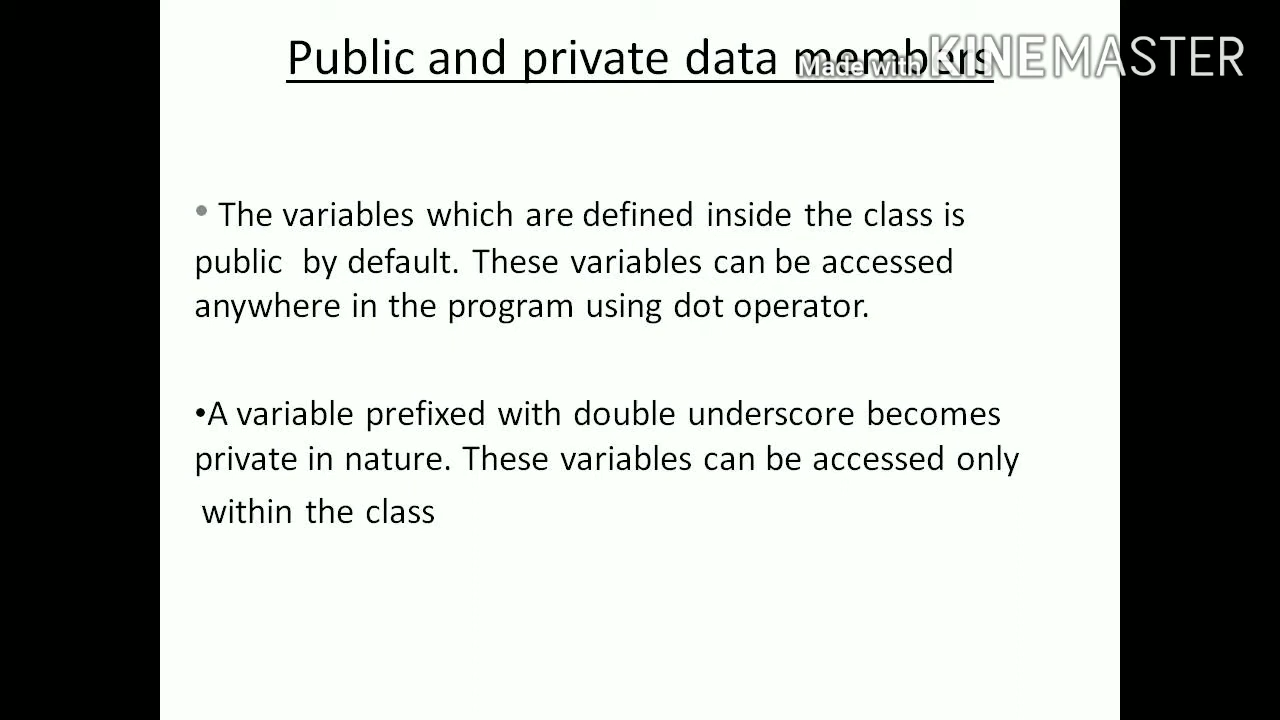 Public and private data members
Made with KINEMASTER
• The variables which are defined inside the class is
public by default. These variables can be accessed
anywhere in the program using dot operator.
•A variable prefixed with double underscore becomes
private in nature. These variables can be accessed only
within the class